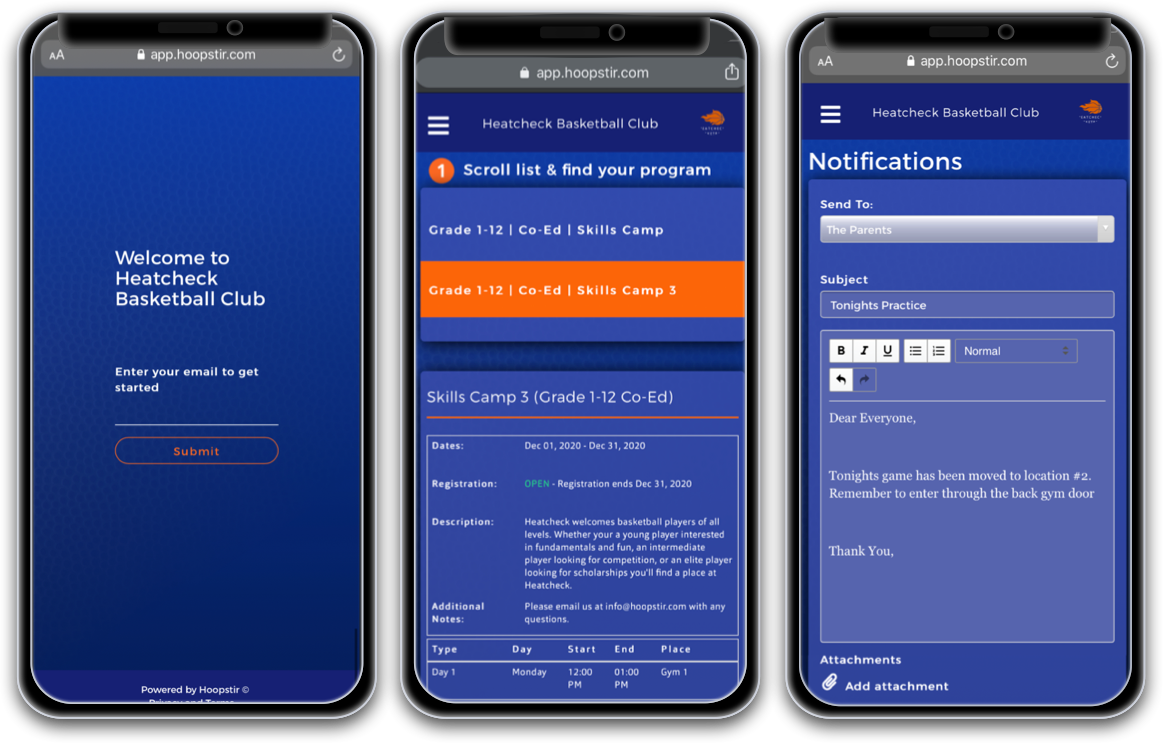 AA app.hoopstir.com
Welcome to
Heatcheck
Basketball Club
Enter your email to get
started
Submit
Powered by Hoopstir ©
Privacy and Terms
app.hoopstir.com
Heatcheck Basketball Club
1 Scroll list & find your program
Grade 1-12 | Co-Ed | Skills Camp
Grade 1-12 | Co-Ed | Skills Camp 3
Skills Camp 3 (Grade 1-12 Co-Ed)
Dates: Dec 01, 2020 - Dec 31, 2020
Registration: OPEN - Registration ends Dec 31, 2020
Description: Heatcheck welcomes basketball players of all
levels. Whether your a young player interested
in fundamentals and fun, an intermediate
player looking for competition, or an elite player
looking for scholarships you'll find a place at
Heatcheck.
Additional
Notes:
Please email us at info@hoopstir.com with any
questions.
Type Day Start End Place
Day 1 Monday 12:00
PM 01:00
PM Gym 1
AA app.hoopstir.com
Heatcheck Basketball Club
Notifications
Send To:
The Parents
Subject
Tonights Practice
B I U Normal
Dear Everyone,
Tonights game has been moved to location #2.
Remember to enter through the back gym door
Thank You,
Attachments
Add attachment